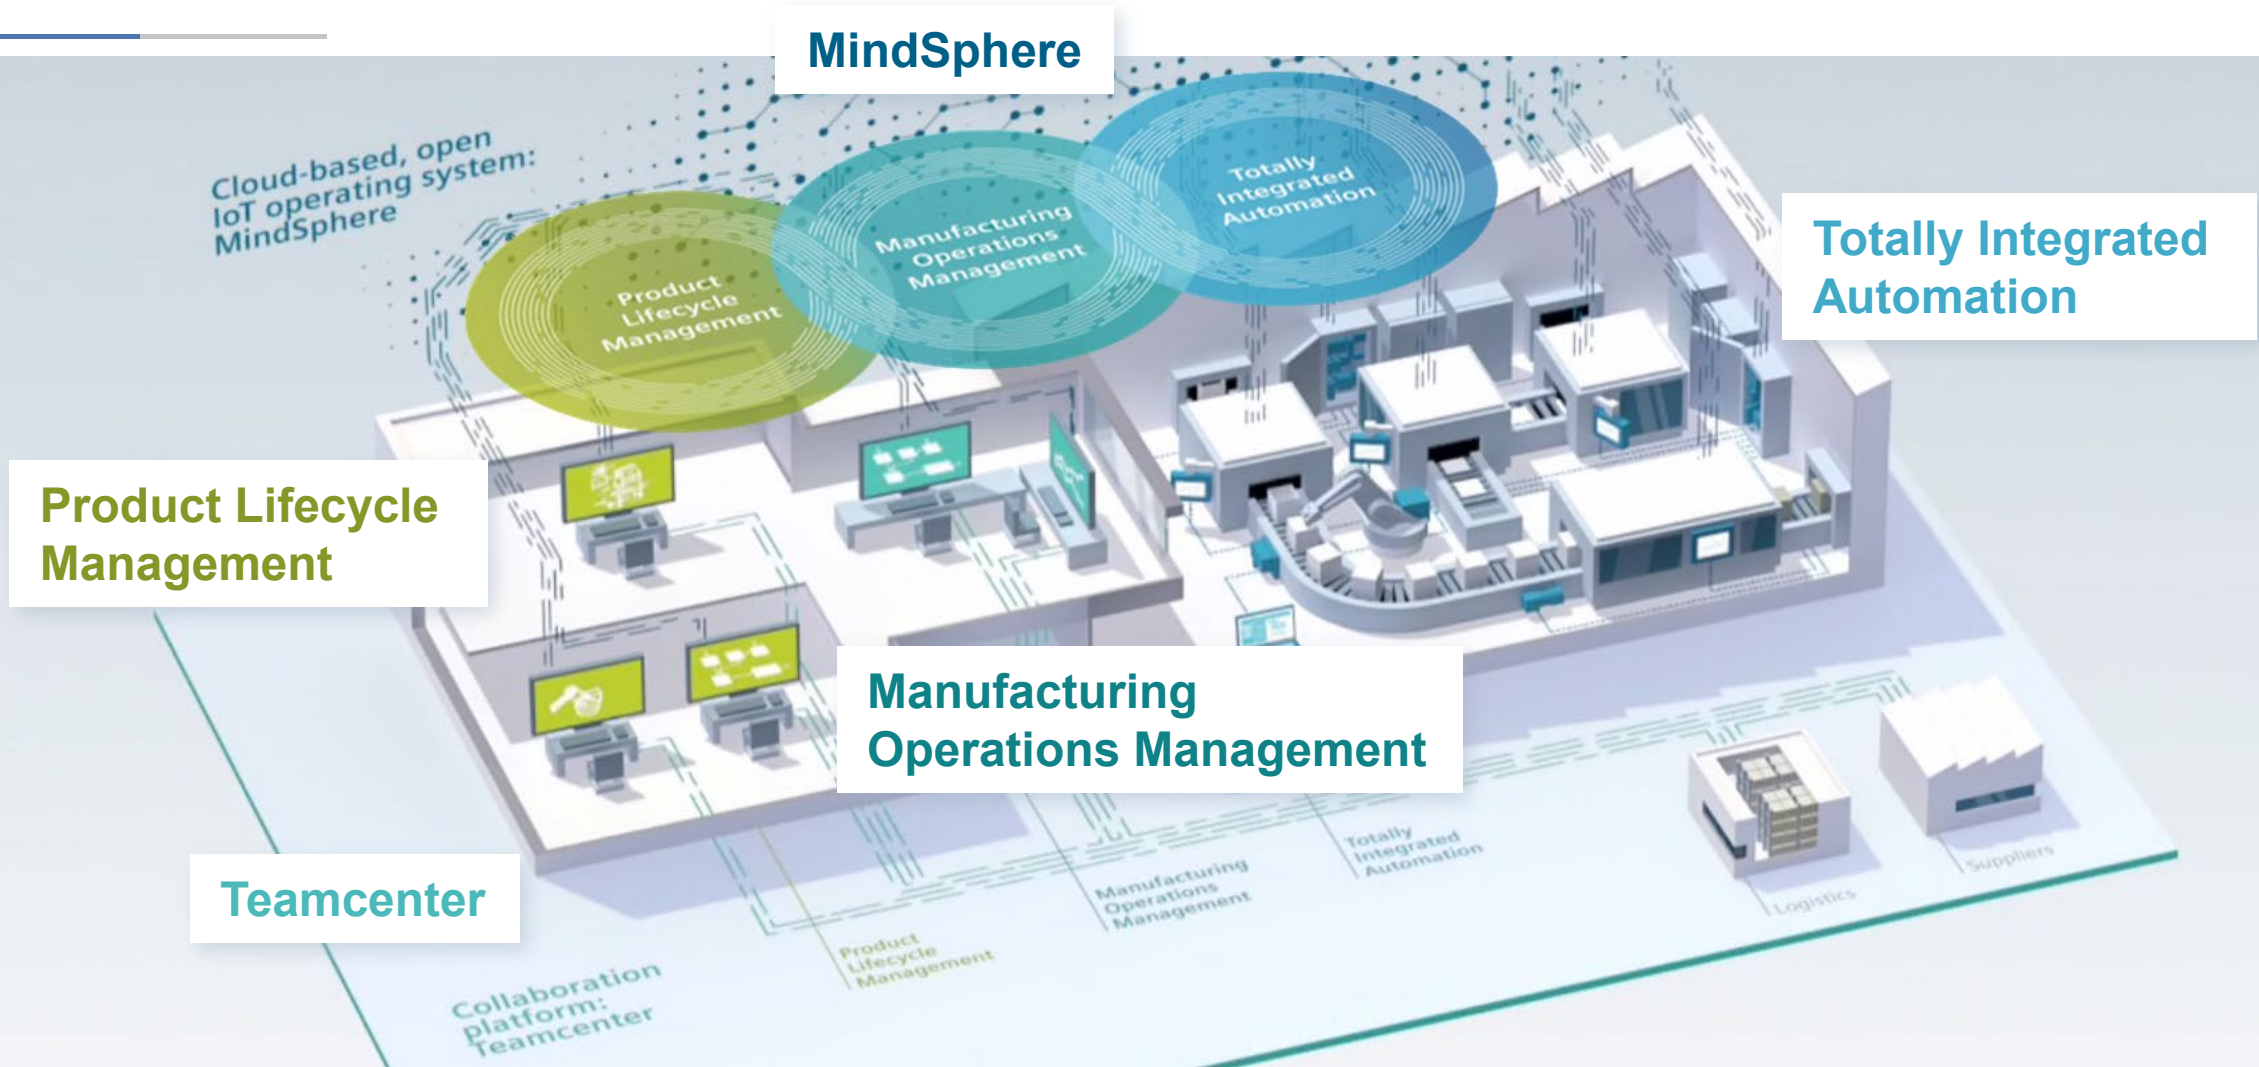 MindSphere
Cloud-based, open
IoT operating system:
MindSphere
Totally
Integrated
Automation
Manufacturing
Operations
Management
Product
Lifecycle
Management
Totally Integrated
Automation
Product Lifecycle
Management
Manufacturing
Operations Management
Teamcenter
Totally
Integrated
Automation
Manufacturing
Operations
Management
Product
Lifecycle
Management
Suppliers
Logistics
Collaboration
platform:
Teamcenter